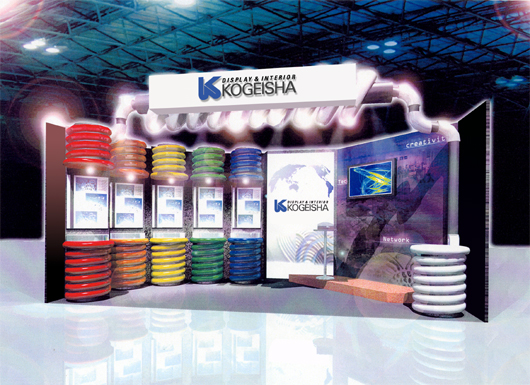 DISPLAY & INTERIOR
KOGEISHA
DISPLAY & INTERIOR
KOGEISHA
creativit
Network